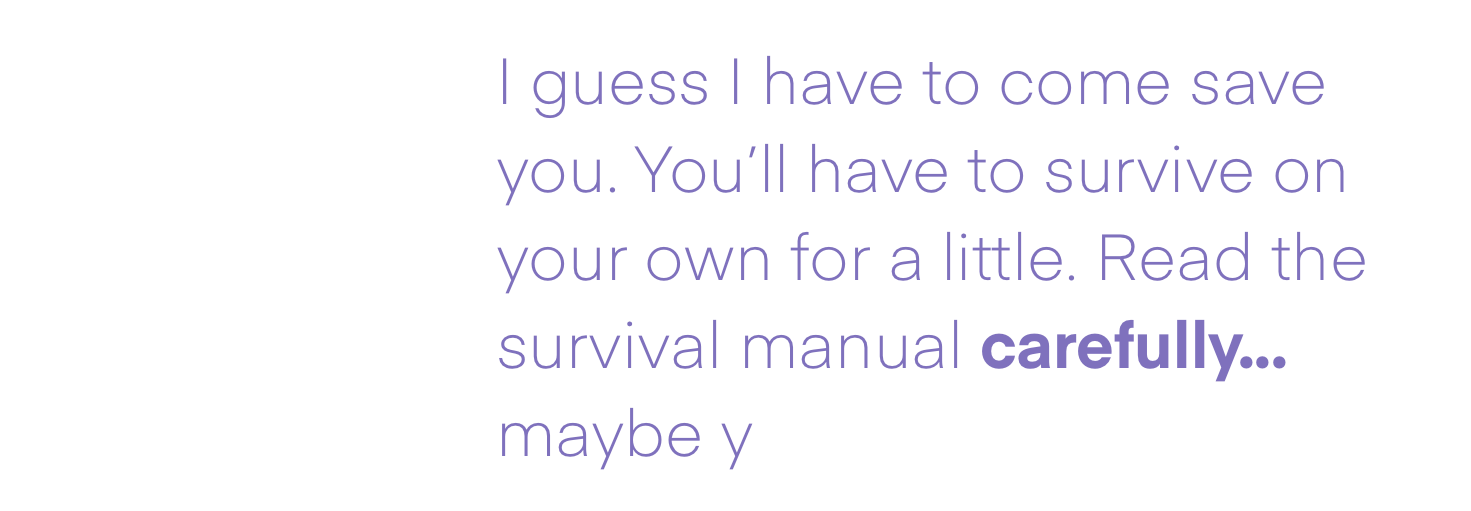 I guess I have to come save
you. You’ll have to survive on
your own for a little. Read the
survival manual carefully...
maybe y